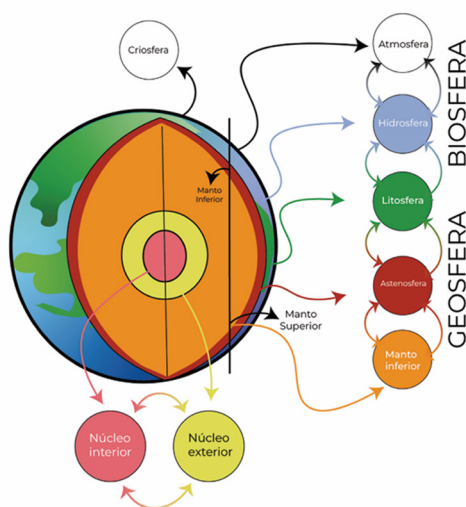 Criosfera
Atmosfera
Hidrosfera
BIOSFERA
Manto
Inferior
Litosfera
Astenosfera
GEOSFERA
Manto
Superior
Manto
inferior
Núcleo
interior
Núcleo
exterior